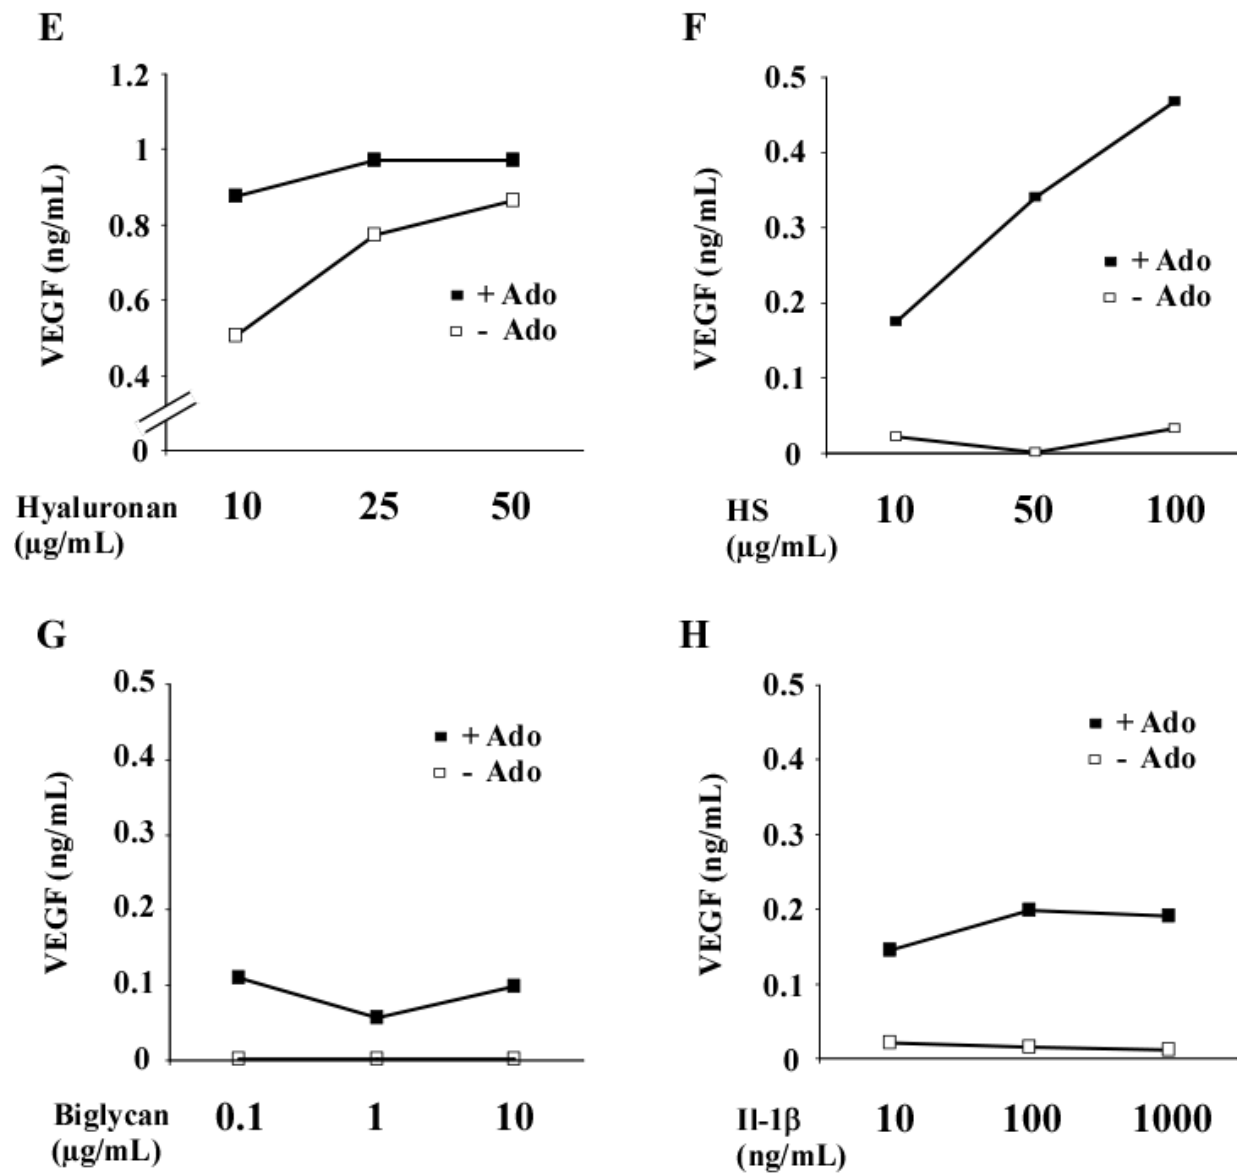 E
1.2
1
0.8
0.6
0.4
0
VEGF (ng/mL)
+ Ado
- Ado
Hyaluronan 10 25 50
(µg/mL)
F
0.5
0.4
0.3
0.2
0.1
0
VEGF (ng/mL)
+ Ado
- Ado
HS 10 50 100
(µg/mL)
G
0.5
0.4
0.3
0.2
0.1
0
VEGF (ng/mL)
+ Ado
- Ado
Biglycan 0.1 1 10
(µg/mL)
H
0.5
0.4
0.3
0.2
0.1
0
VEGF (ng/mL)
+ Ado
- Ado
Il-1β 10 100 1000
(ng/mL)